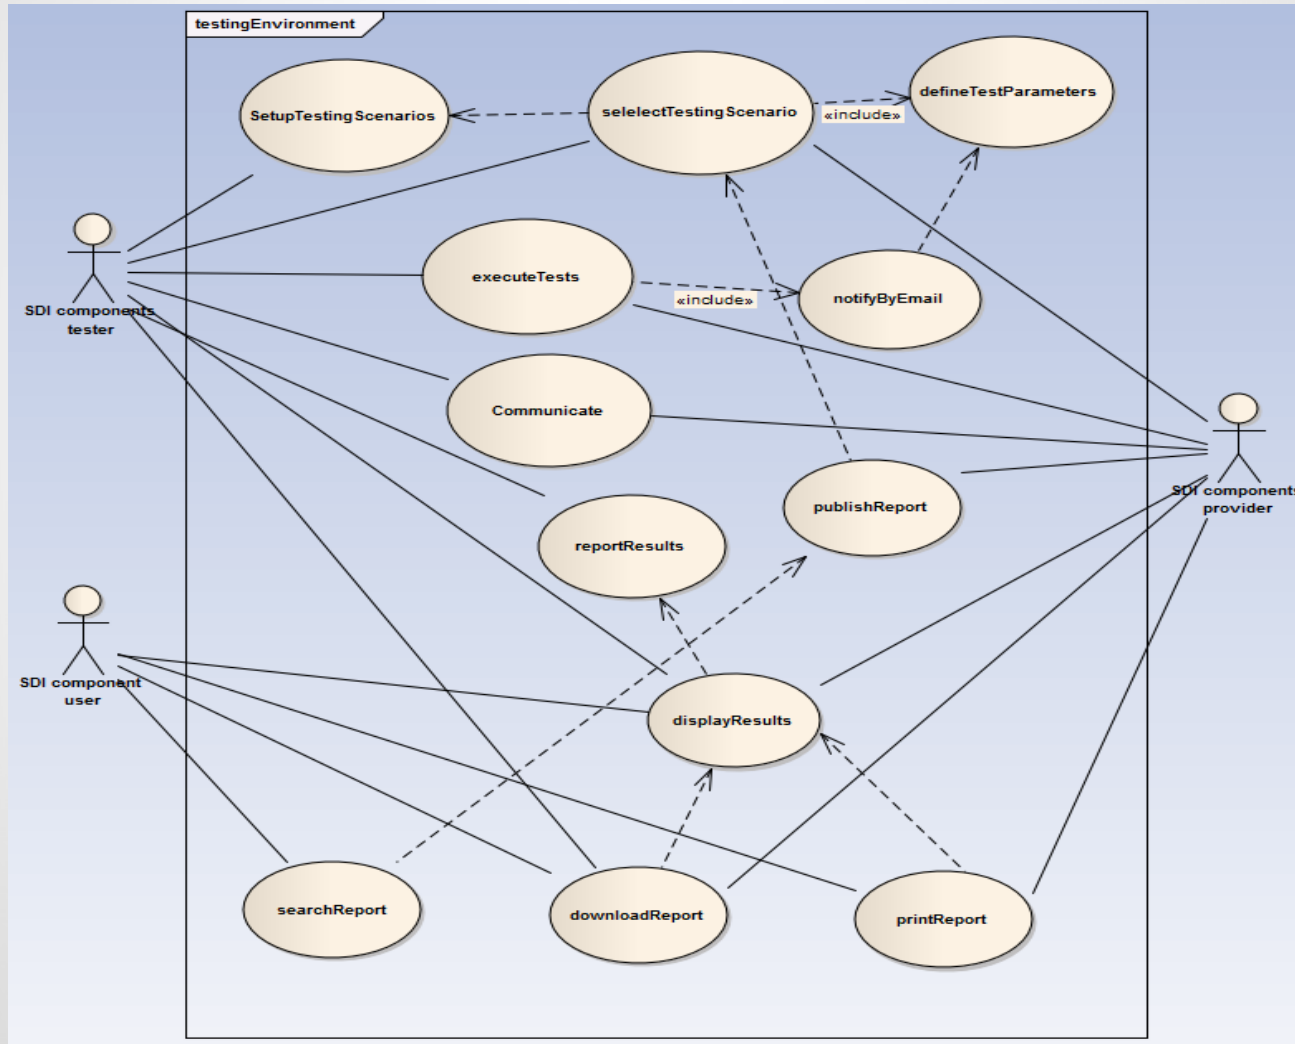 testingEnvironment
SetupTestingScenarios
selelectTestingScenario
«include»
defineTestParameters
executeTests
«include»
notifyByEmail
SDI components
tester
Communicate
publishReport
SDI components
provider
reportResults
SDI component
user
displayResults
searchReport
downloadReport
printReport